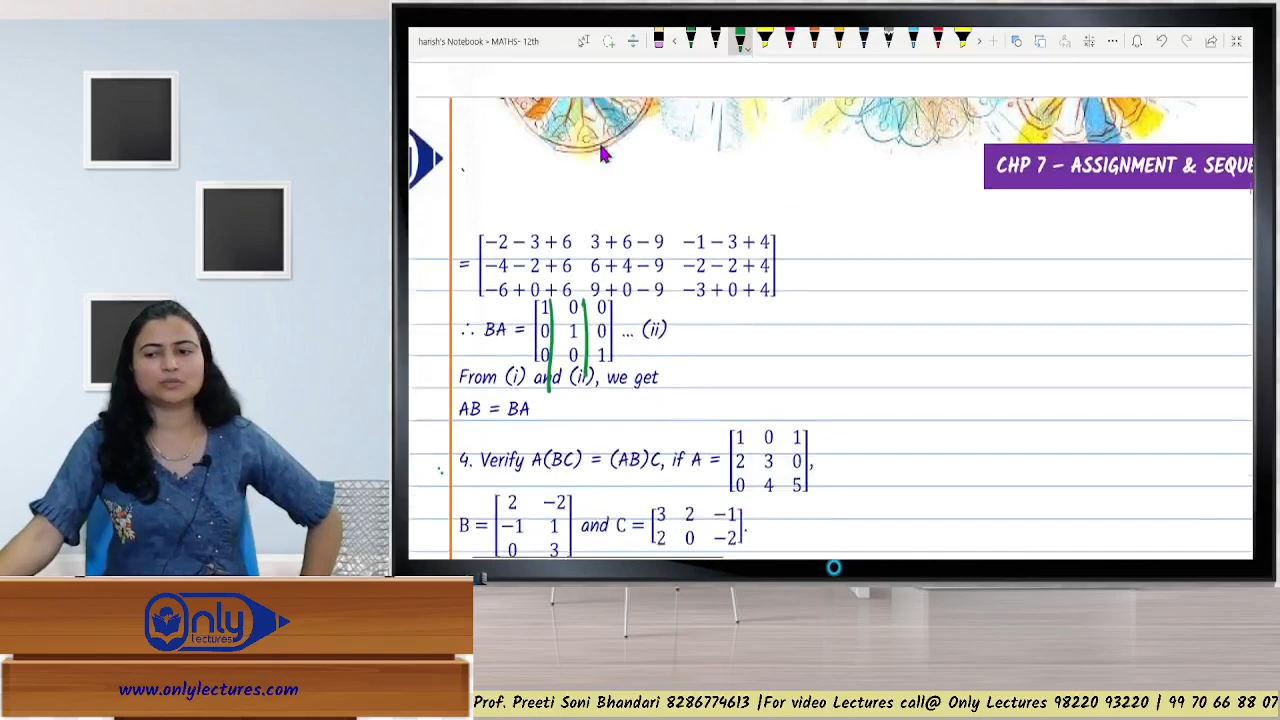 harish's Notebook » MATHS- 12th
CHP 7 – ASSIGNMENT & SEQUE
= [−2 − 3 + 6 3 + 6 − 9 −1 − 3 + 4]
[−4 − 2 + 6 6 + 4 − 9 −2 − 2 + 4]
[−6 + 0 + 6 9 + 0 − 9 −3 + 0 + 4]
∴ BA = [1 0 0]
[0 1 0] ... (ii)
[0 0 1]
From (i) and (ii), we get
AB = BA
4. Verify A(BC) = (AB)C, if A = [1 0 1]
[2 3 0],
[0 4 5]
B = [2 −2]
[−1 1] and C = [3 2 −1]
[0 3] [2 0 −2].
Only
lectures
www.onlylectures.com
Prof. Preeti Soni Bhandari 8286774613 |For video Lectures call@ Only Lectures 98220 93220 | 99 70 66 88 07